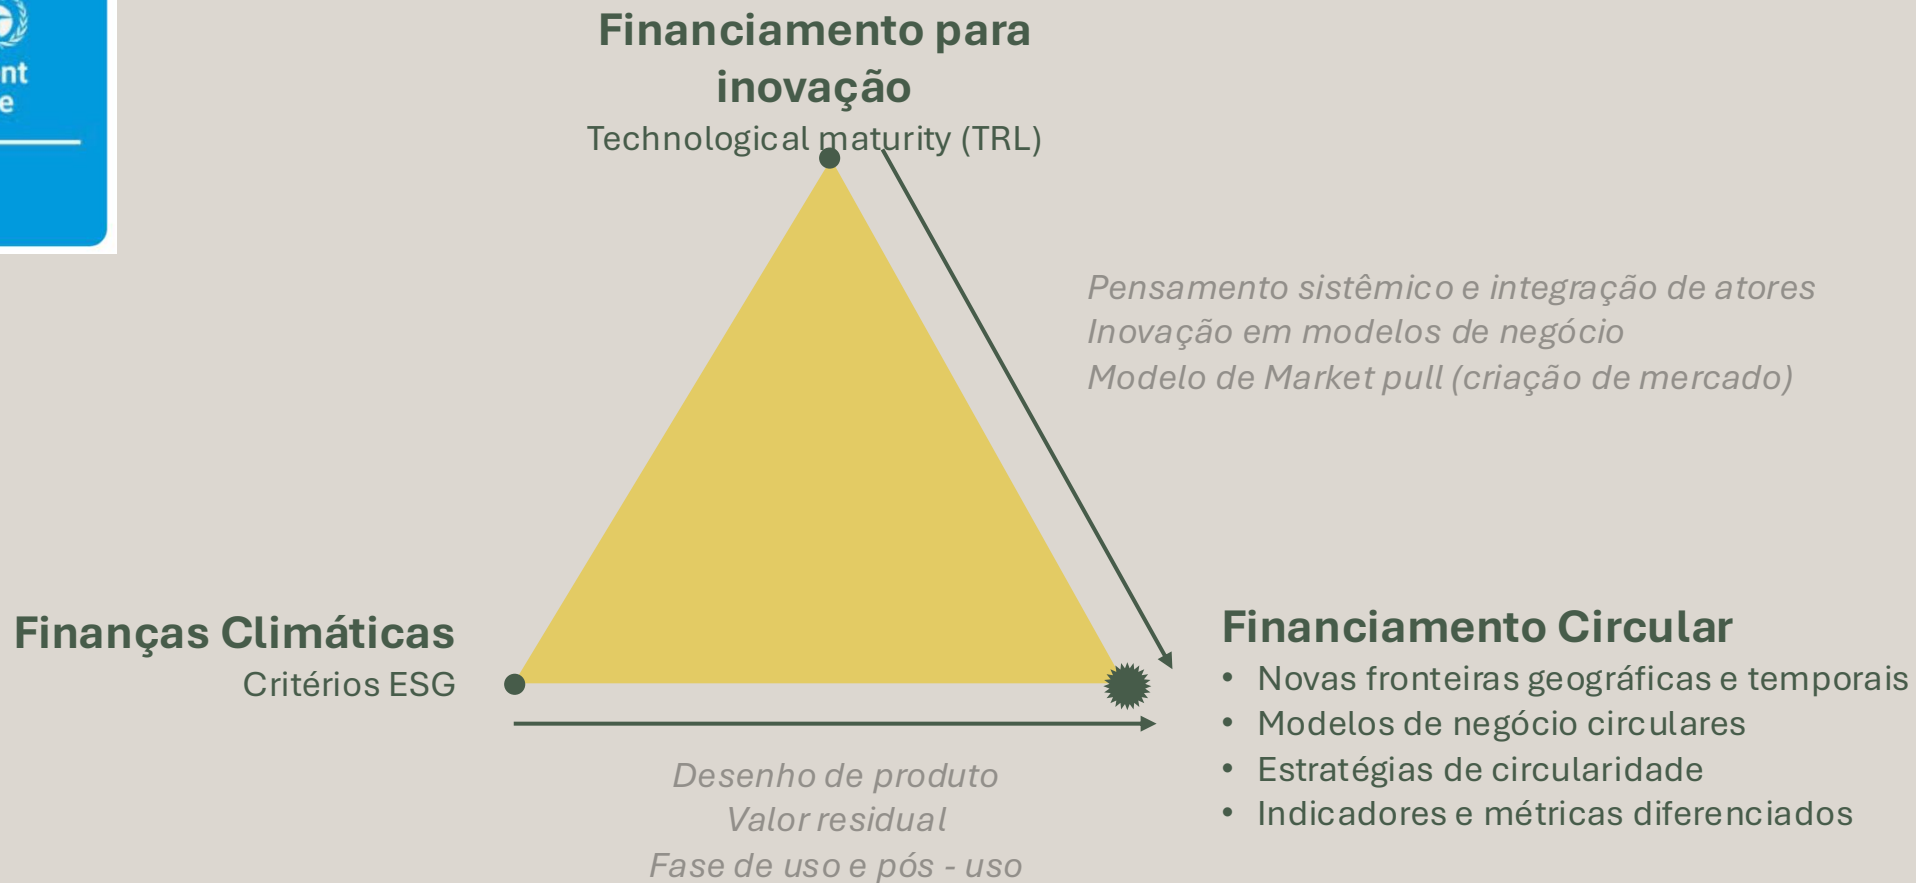 nt
e
Financiamento para
inovação
Technological maturity (TRL)
Pensamento sistêmico e integração de atores
Inovação em modelos de negócio
Modelo de Market pull (criação de mercado)
Finanças Climáticas
Critérios ESG
Financiamento Circular
• Novas fronteiras geográficas e temporais
• Modelos de negócio circulares
• Estratégias de circularidade
• Indicadores e métricas diferenciados
Desenho de produto
Valor residual
Fase de uso e pós - uso